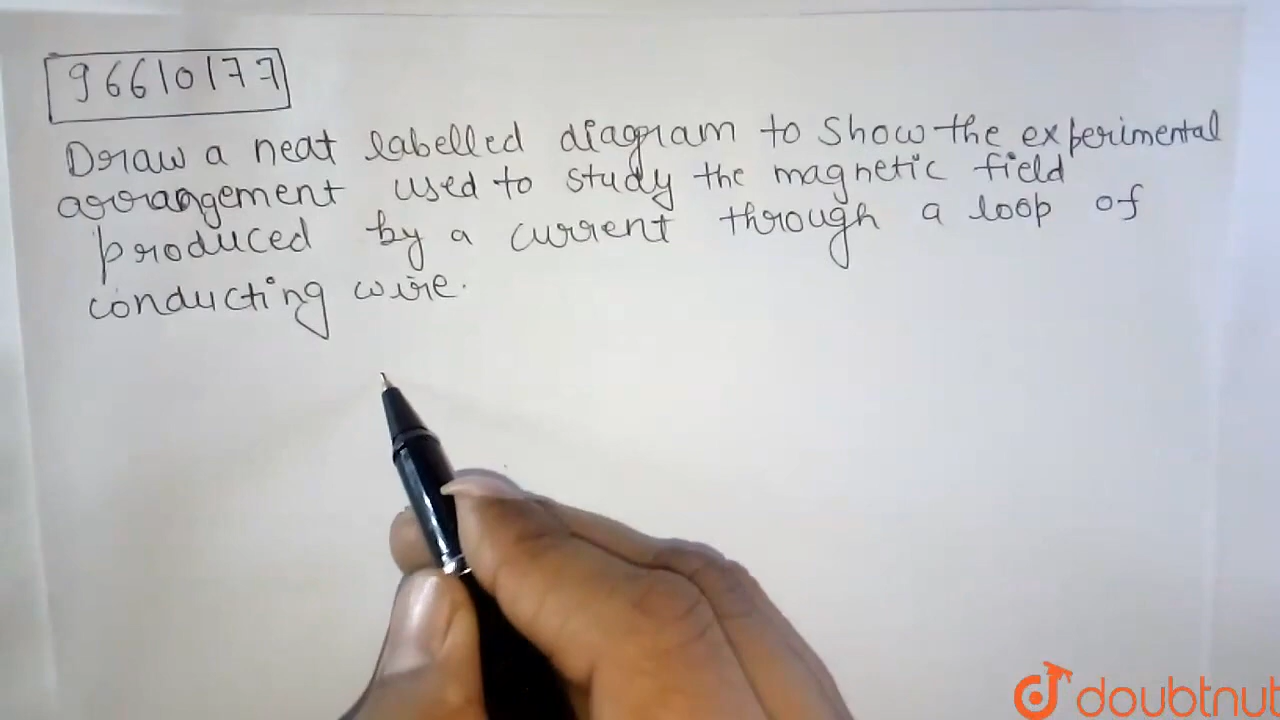 96610177
Draw a neat labelled diagram to show the experimental
arrangement used to study the magnetic field
produced by a current through a loop of
conducting wire.
doubtnut